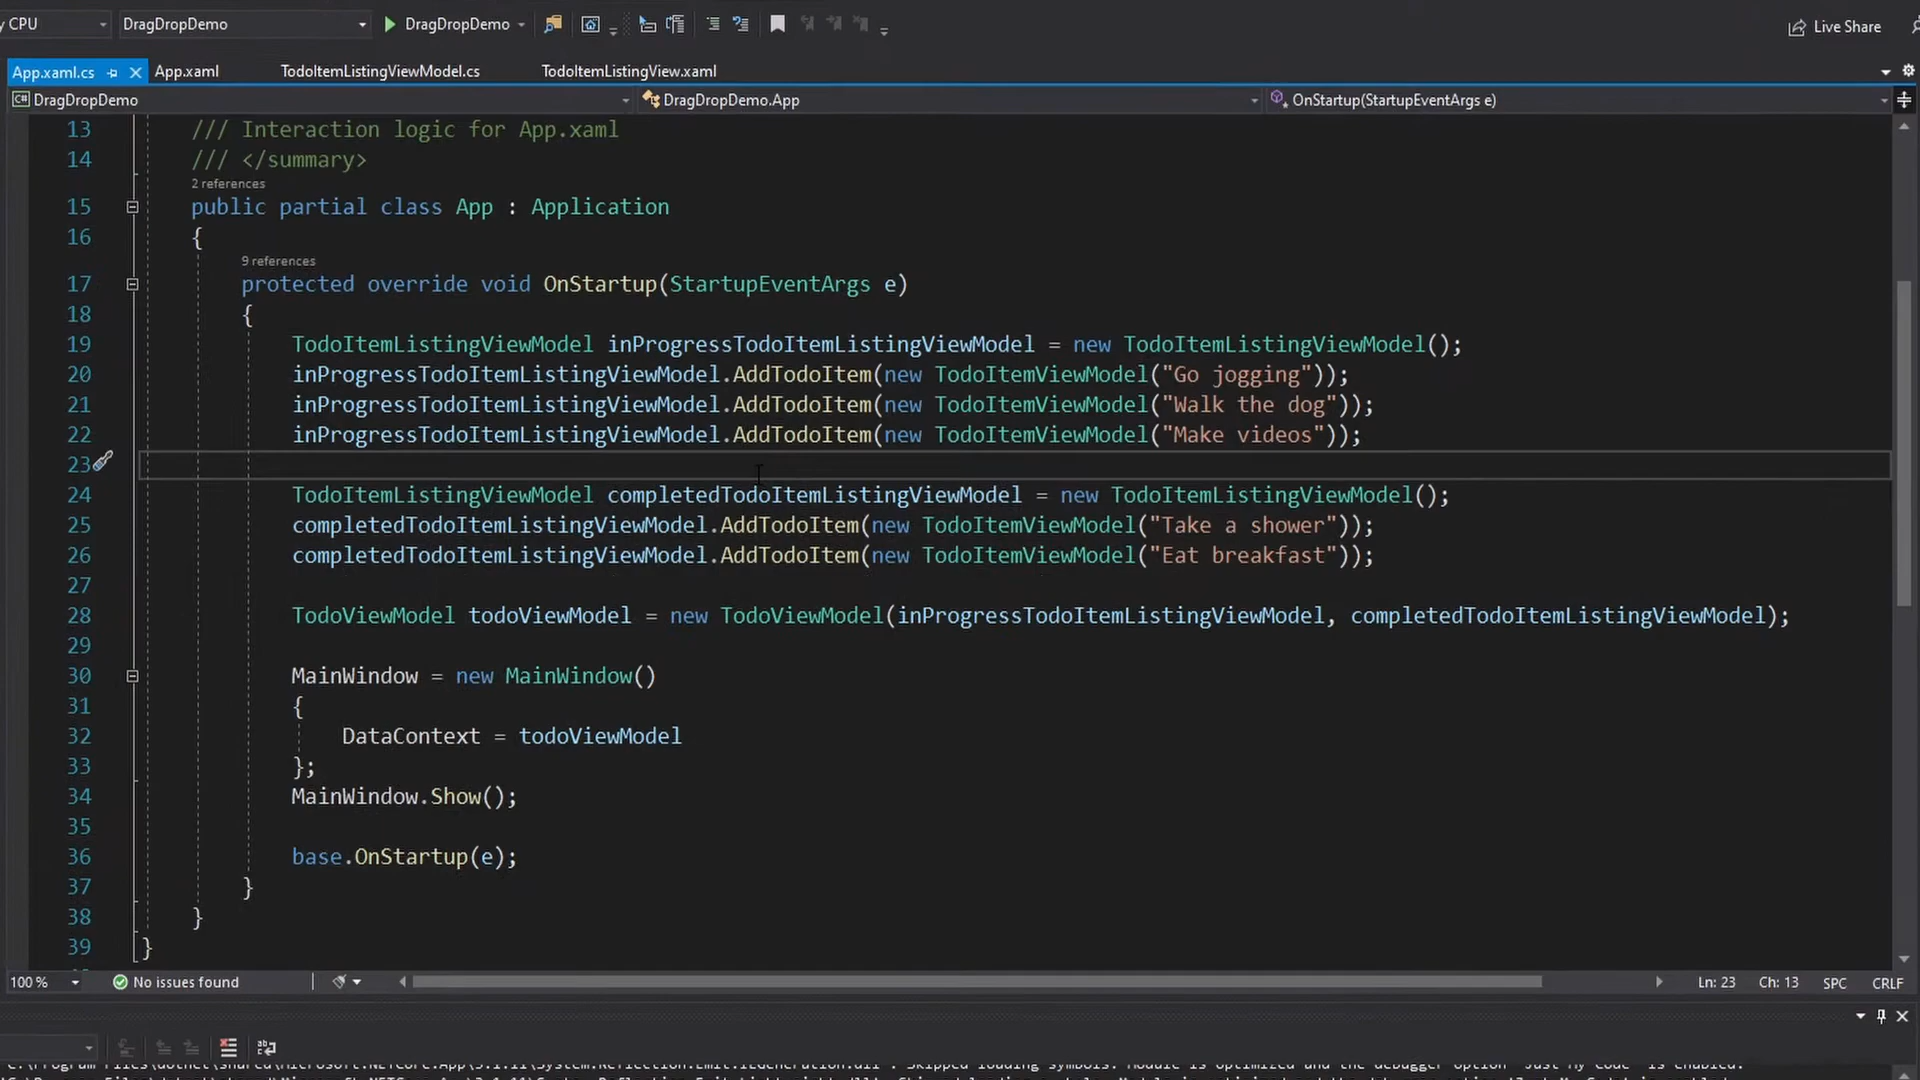 CPU DragDropDemo DragDropDemo Live Share
App.xaml.cs App.xaml TodoItemListingViewModel.cs TodoItemListingView.xaml
C# DragDropDemo DragDropDemo.App OnStartup(StartupEventArgs e)
13 /// Interaction logic for App.xaml
14 /// </summary>
2 references
15 public partial class App : Application
16 {
9 references
17 protected override void OnStartup(StartupEventArgs e)
18 {
19 TodoItemListingViewModel inProgressTodoItemListingViewModel = new TodoItemListingViewModel();
20 inProgressTodoItemListingViewModel.AddTodoItem(new TodoItemViewModel("Go jogging"));
21 inProgressTodoItemListingViewModel.AddTodoItem(new TodoItemViewModel("Walk the dog"));
22 inProgressTodoItemListingViewModel.AddTodoItem(new TodoItemViewModel("Make videos"));
23
24 TodoItemListingViewModel completedTodoItemListingViewModel = new TodoItemListingViewModel();
25 completedTodoItemListingViewModel.AddTodoItem(new TodoItemViewModel("Take a shower"));
26 completedTodoItemListingViewModel.AddTodoItem(new TodoItemViewModel("Eat breakfast"));
27
28 TodoViewModel todoViewModel = new TodoViewModel(inProgressTodoItemListingViewModel, completedTodoItemListingViewModel);
29
30 MainWindow = new MainWindow()
31 {
32 DataContext = todoViewModel
33 };
34 MainWindow.Show();
35
36 base.OnStartup(e);
37 }
38 }
39 }
100 % No issues found Ln: 23 Ch: 13 SPC CRLF